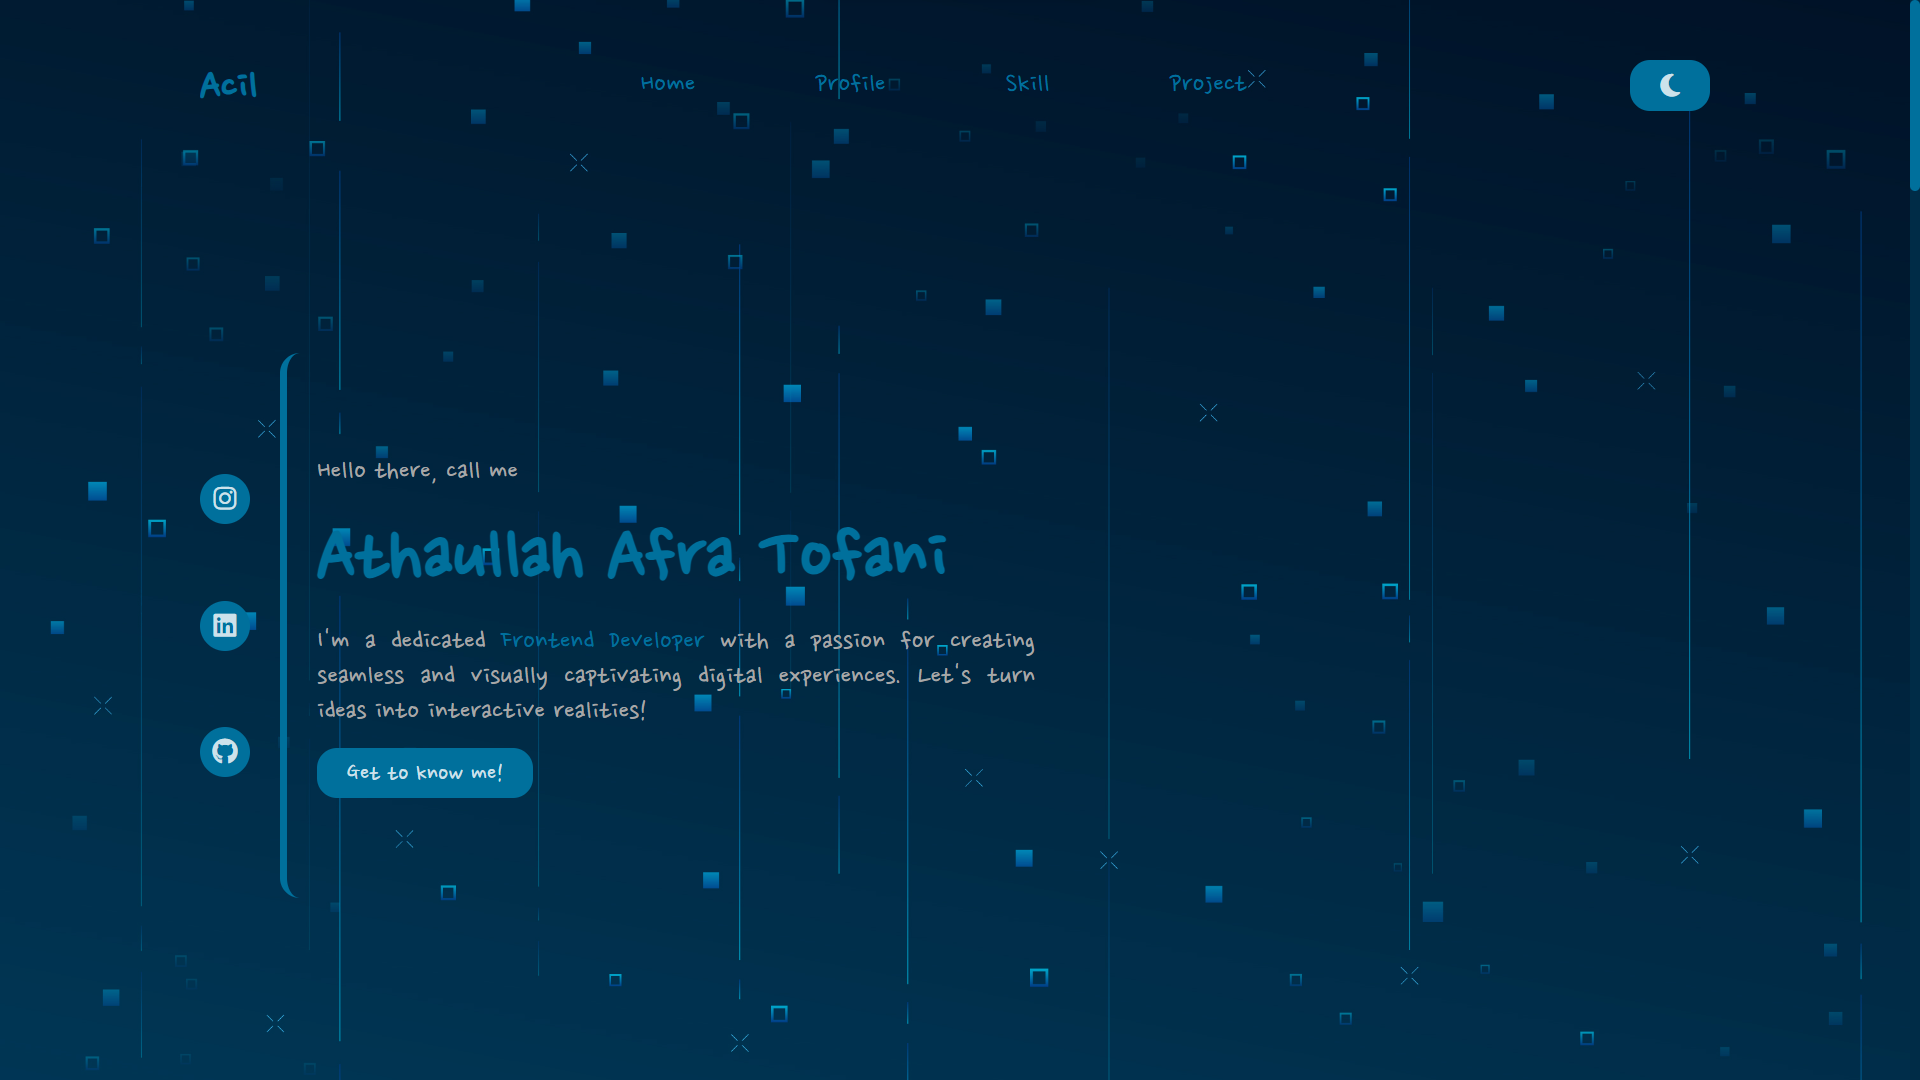 Acil
Home
Profile
Skill
Project
Hello there, call me
Athaullah Afra Tofani
I'm a dedicated Frontend Developer with a passion for creating
seamless and visually captivating digital experiences. Let's turn
ideas into interactive realities!
Get to know me!